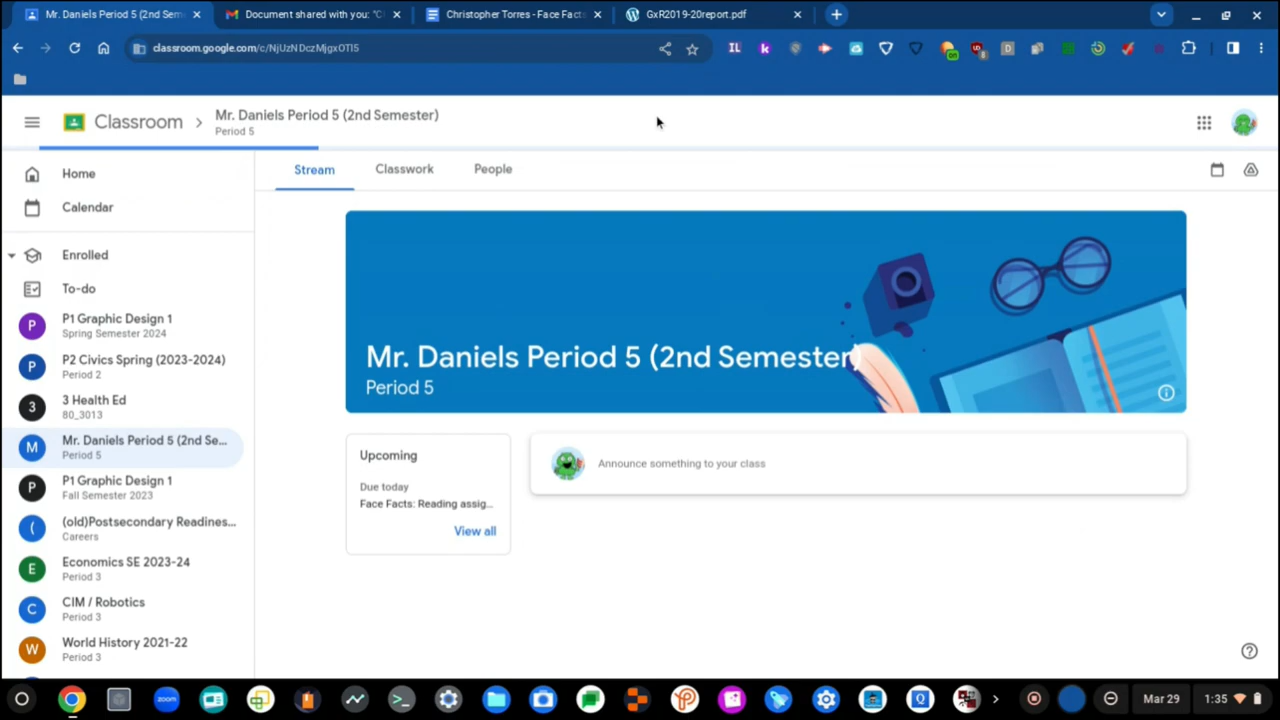 Mr. Daniels Period 5 (2nd Sem
Document shared with you: "C
Christopher Torres - Face Facts
GxR2019-20report.pdf
classroom.google.com/c/NjUzNDczMjgxOTI5
Classroom
Mr. Daniels Period 5 (2nd Semester)
Period 5
Home
Calendar
Enrolled
To-do
P
P1 Graphic Design 1
Spring Semester 2024
P
P2 Civics Spring (2023-2024)
Period 2
3
3 Health Ed
80_3013
M
Mr. Daniels Period 5 (2nd Se...
Period 5
P
P1 Graphic Design 1
Fall Semester 2023
(
(old)Postsecondary Readines...
Careers
E
Economics SE 2023-24
Period 3
C
CIM / Robotics
Period 3
W
World History 2021-22
Period 3
Stream
Classwork
People
Mr. Daniels Period 5 (2nd Semester)
Period 5
Upcoming
Due today
Face Facts: Reading assig...
View all
Announce something to your class
zoom
Mar 29
1:35